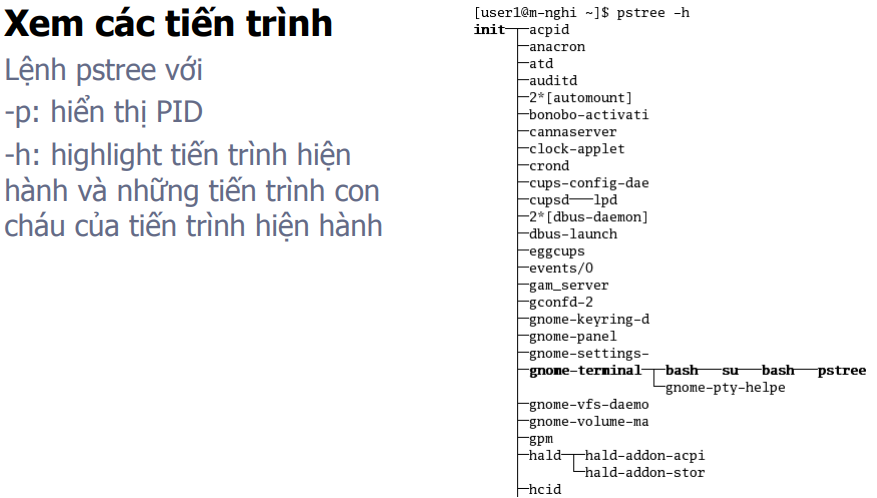 Xem các tiến trình
Lệnh pstree với
-p: hiển thị PID
-h: highlight tiến trình hiện
hành và những tiến trình con
cháu của tiến trình hiện hành
[user1@m-nghi ~]$ pstree -h
init─┬─acpid
├─anacron
├─atd
├─auditd
├─2*[automount]
├─bonobo-activati
├─cannaserver
├─clock-applet
├─crond
├─cups-config-dae
├─cupsd───lpd
├─2*[dbus-daemon]
├─dbus-launch
├─eggcups
├─events/0
├─gam_server
├─gconfd-2
├─gnome-keyring-d
├─gnome-panel
├─gnome-settings-
├─gnome-terminal─┬─bash───su───bash───pstree
└─gnome-pty-helpe
├─gnome-vfs-daemo
├─gnome-volume-ma
├─gpm
├─hald─┬─hald-addon-acpi
└─hald-addon-stor
├─hcid